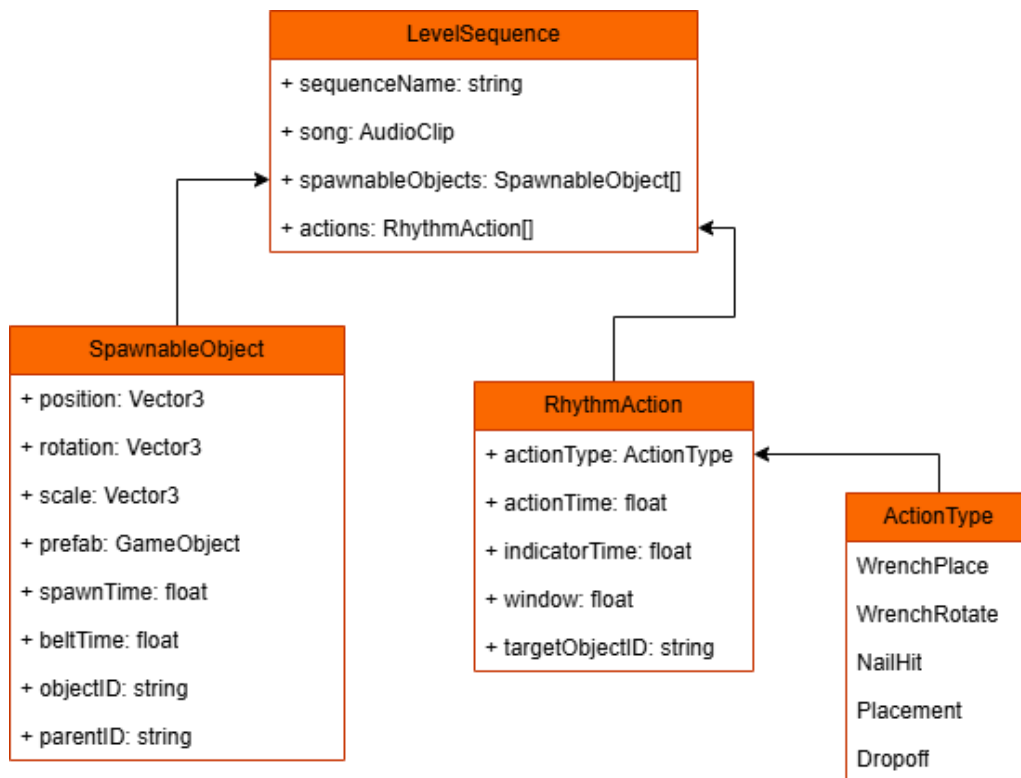 LevelSequence
+ sequenceName: string
+ song: AudioClip
+ spawnableObjects: SpawnableObject[]
+ actions: RhythmAction[]
SpawnableObject
+ position: Vector3
+ rotation: Vector3
+ scale: Vector3
+ prefab: GameObject
+ spawnTime: float
+ beltTime: float
+ objectID: string
+ parentID: string
RhythmAction
+ actionType: ActionType
+ actionTime: float
+ indicatorTime: float
+ window: float
+ targetObjectID: string
ActionType
WrenchPlace
WrenchRotate
NailHit
Placement
Dropoff